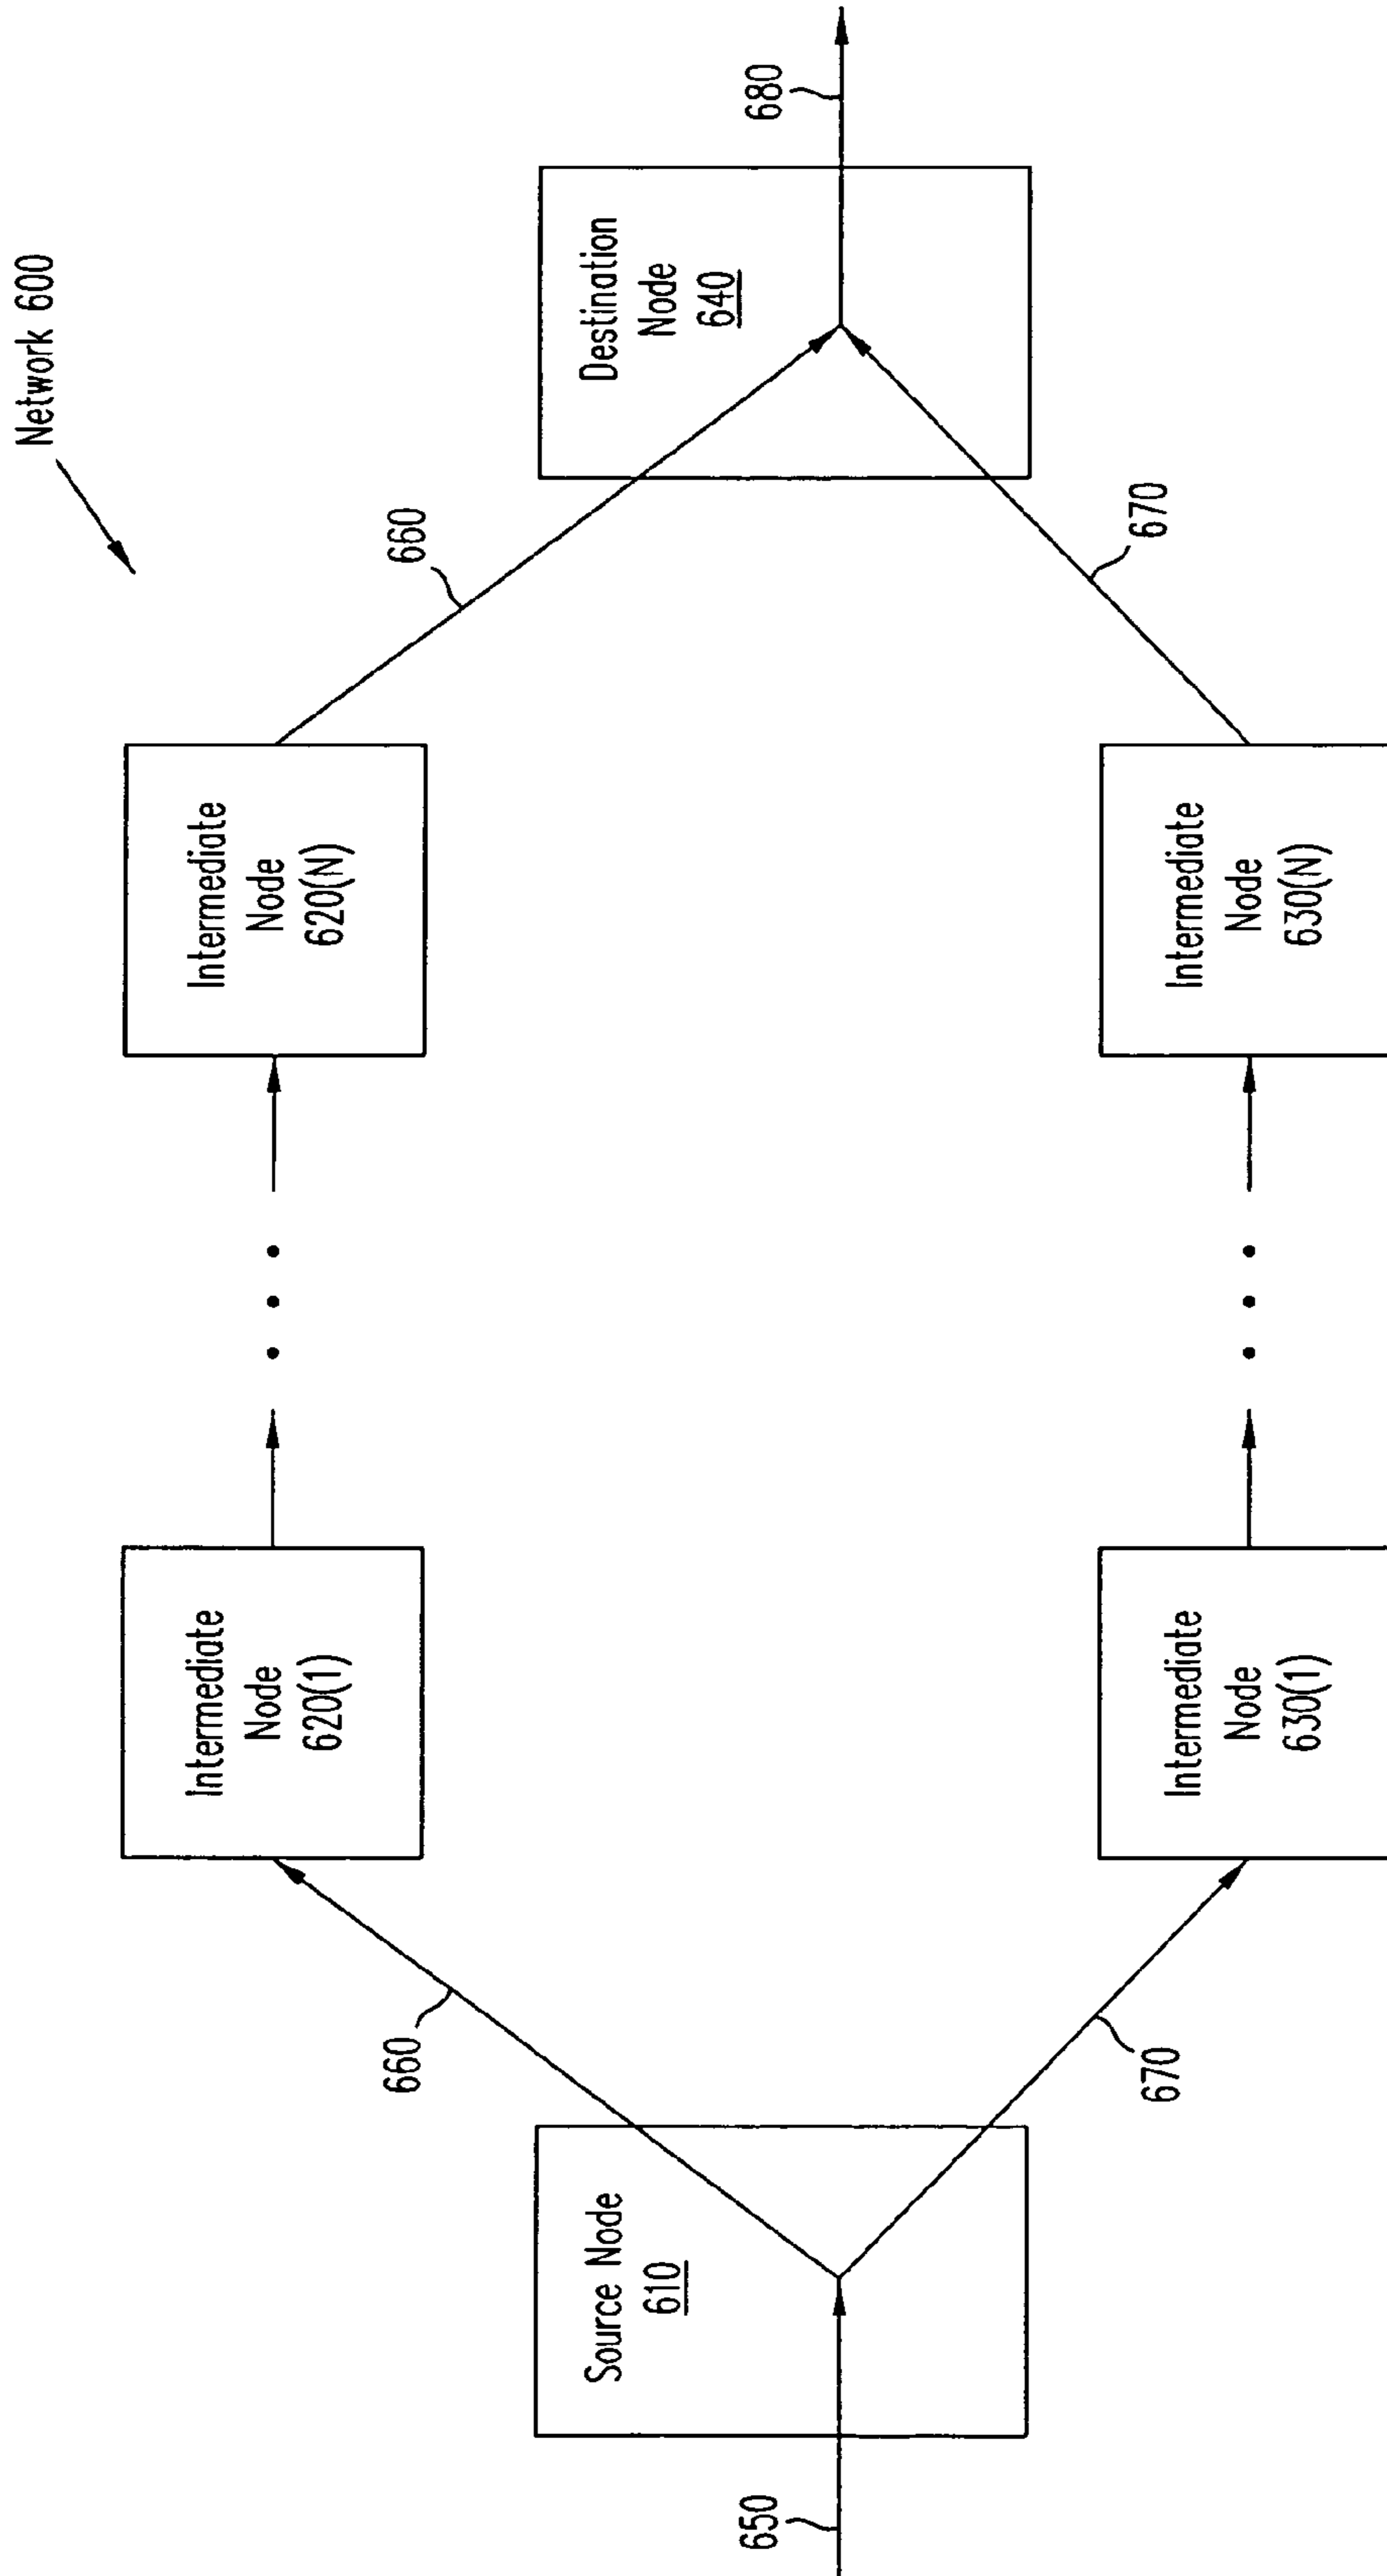 Network 600
Intermediate
Node
620(1)
Intermediate
Node
620(N)
660
660
Source Node
610
Destination
Node
640
650
680
670
670
Intermediate
Node
630(1)
Intermediate
Node
630(N)